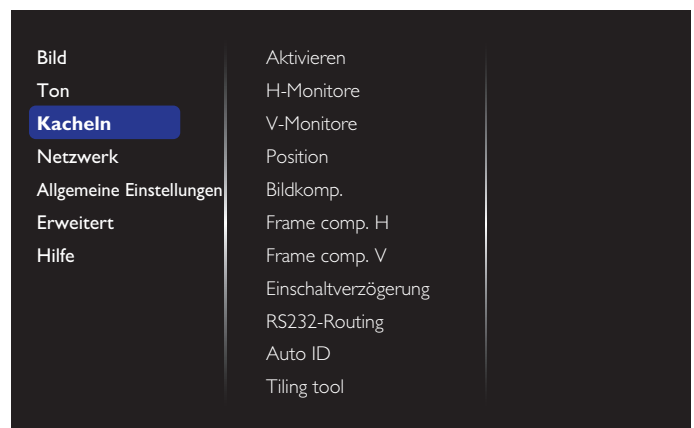 Bild
Ton
Kacheln
Netzwerk
Allgemeine Einstellungen
Erweitert
Hilfe
Aktivieren
H-Monitore
V-Monitore
Position
Bildkomp.
Frame comp. H
Frame comp. V
Einschaltverzögerung
RS232-Routing
Auto ID
Tiling tool